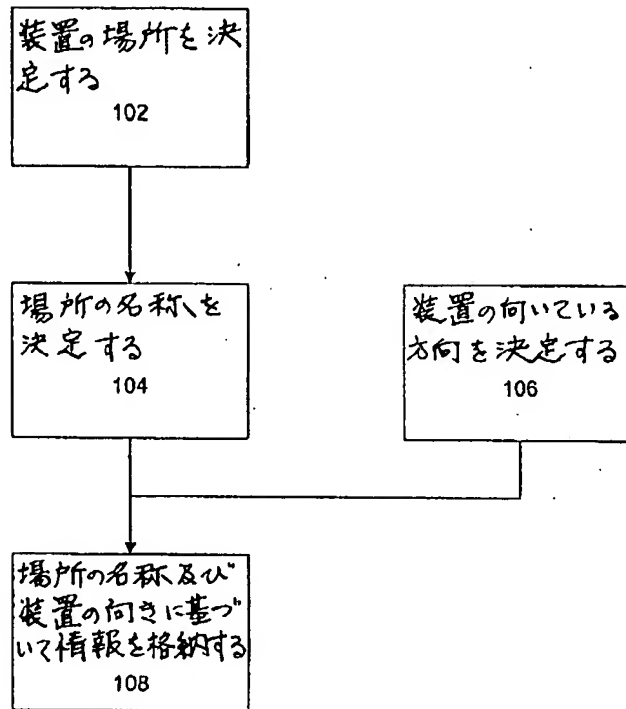 装置の場所を決
定する
102
場所の名称を
決定する
104
装置の向いている
方向を決定する
106
場所の名称及び
装置の向きに基づ
いて情報を格納する
108